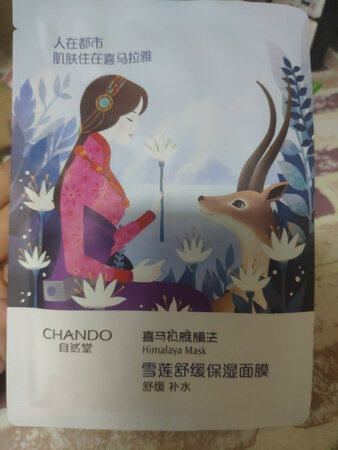 人在都市
肌肤住在喜马拉雅
CHANDO
自然堂
喜马拉雅膜法
Himalaya Mask
雪莲舒缓保湿面膜
舒缓 补水